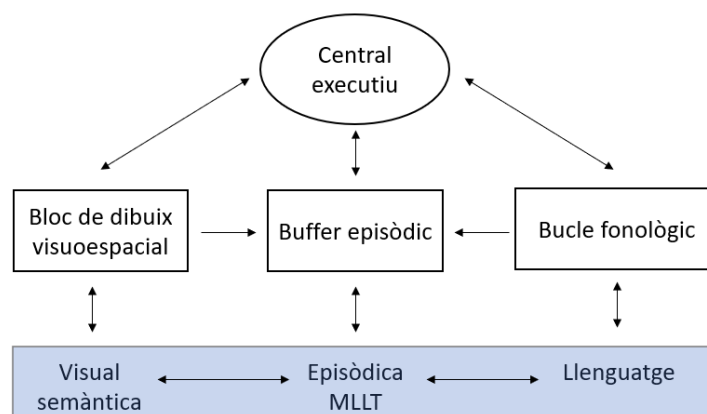 Central
executiu
Bloc de dibuix
visuoespacial
Buffer episòdic
Bucle fonològic
Visual
semàntica
Episòdica
MLLT
Llenguatge